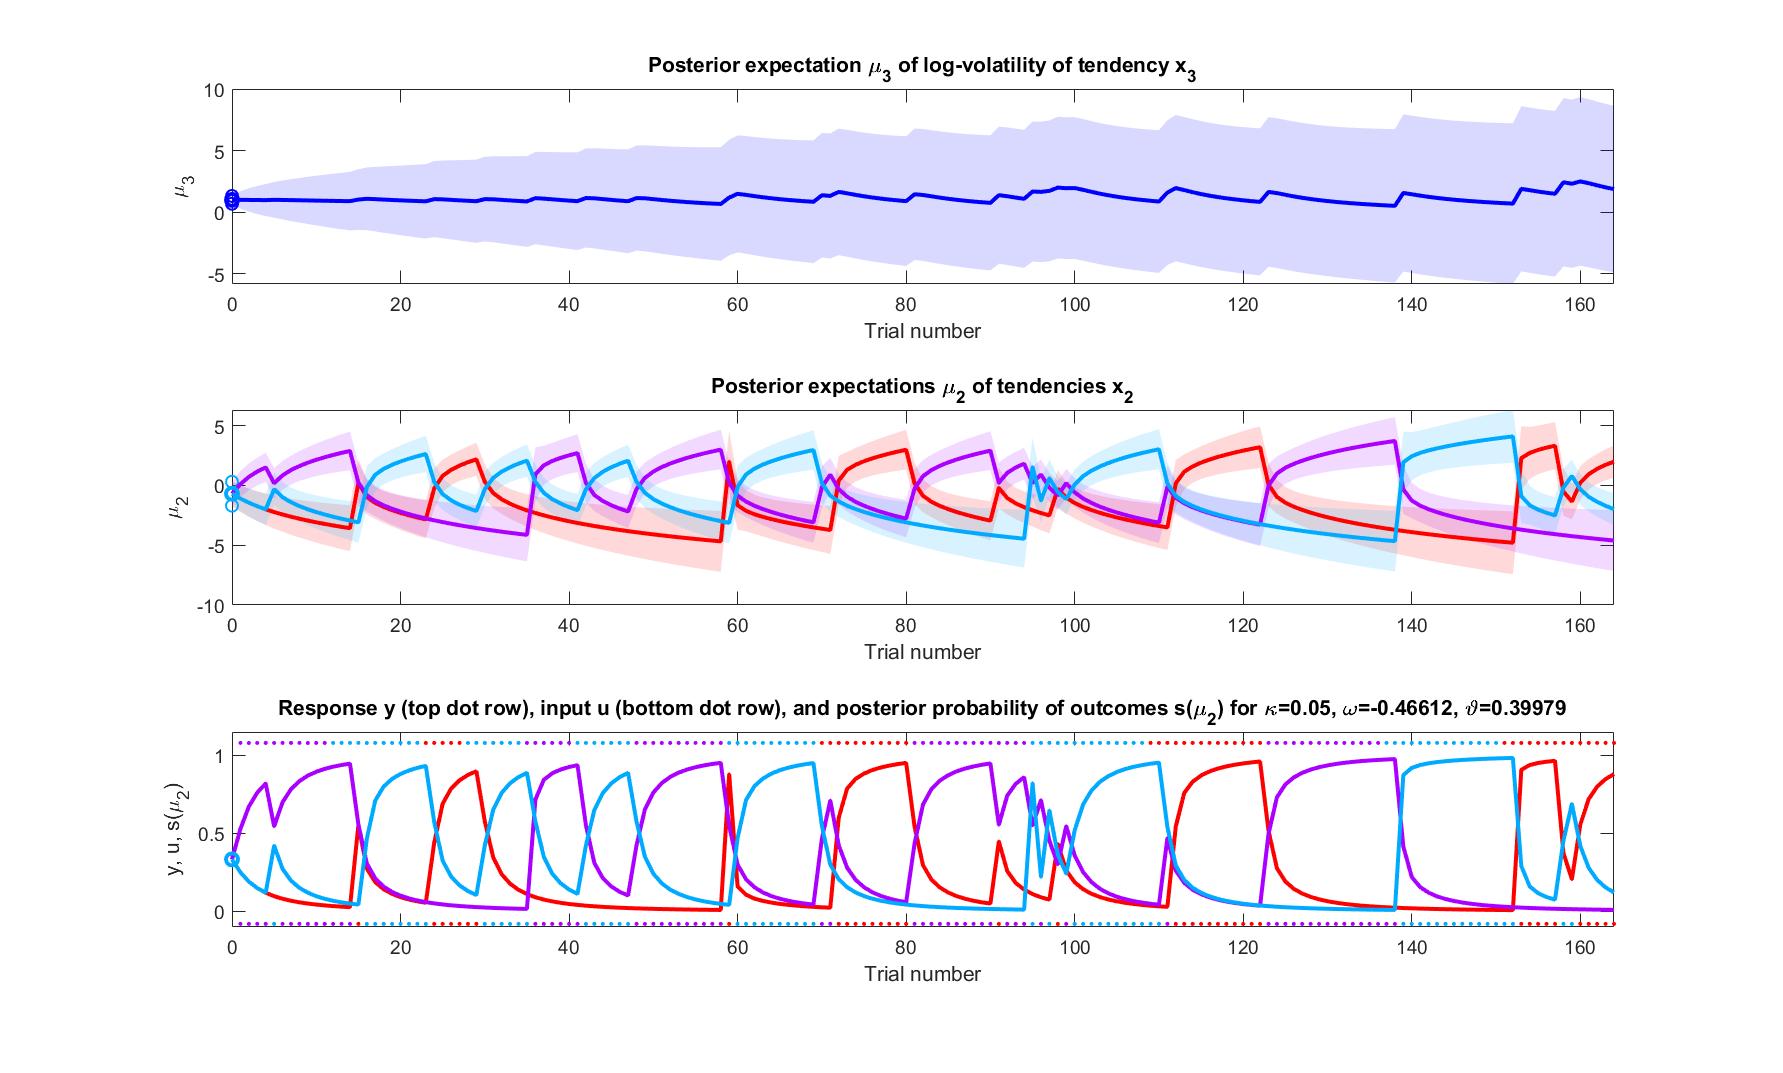 Posterior expectation μ3 of log-volatility of tendency x3
10
5
0
-5
μ3
0 20 40 60 80 100 120 140 160
Trial number
Posterior expectations μ2 of tendencies x2
5
0
-5
-10
μ2
0 20 40 60 80 100 120 140 160
Trial number
Response y (top dot row), input u (bottom dot row), and posterior probability of outcomes s(μ2) for κ=0.05, ω=-0.46612, ϑ=0.39979
1
0.5
0
y, u, s(μ2)
0 20 40 60 80 100 120 140 160
Trial number